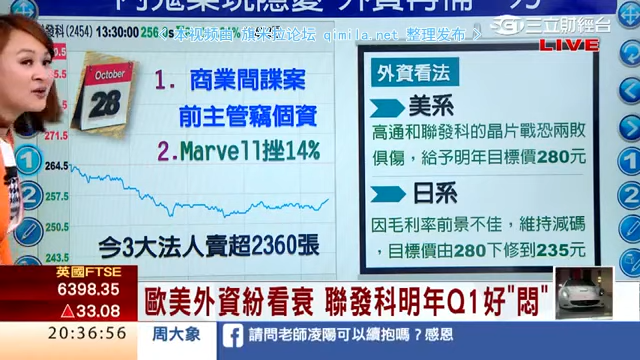 三立財經台
LIVE
《本视频由 旗米拉论坛 qimila.net 整理发布》
發科(2454) 13:30:00
October
28
1. 商業間諜案
前主管竊個資
2.Marvell挫14%
271.5
264.5
257.5
250.5
243.5
今3大法人賣超2360張
外資看法
美系
高通和聯發科的晶片戰恐兩敗
俱傷，給予明年目標價280元
日系
因毛利率前景不佳，維持減碼
，目標價由280下修到235元
1
2
1
2
英國FTSE
6398.35
▲33.08
歐美外資紛看衰 聯發科明年Q1好"悶"
20:36:56
周大象
f 請問老師凌陽可以續抱嗎？感恩